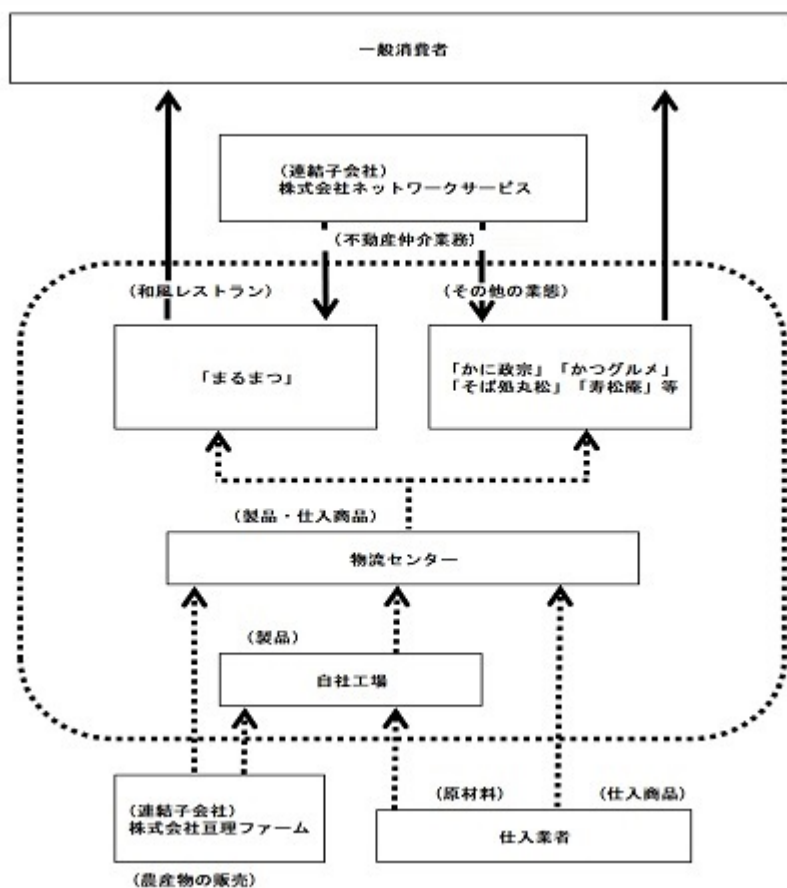 一般消費者
(連結子会社)
株式会社ネットワークサービス
(不動産仲介業務)
(和風レストラン)
(その他の業態)
「まるまつ」
「かに政宗」「かつグルメ」
「そば処丸松」「寿松庵」等
(製品・仕入商品)
物流センター
(製品)
自社工場
(連結子会社)
株式会社亘理ファーム
(農産物の販売)
(原材料)
(仕入商品)
仕入業者